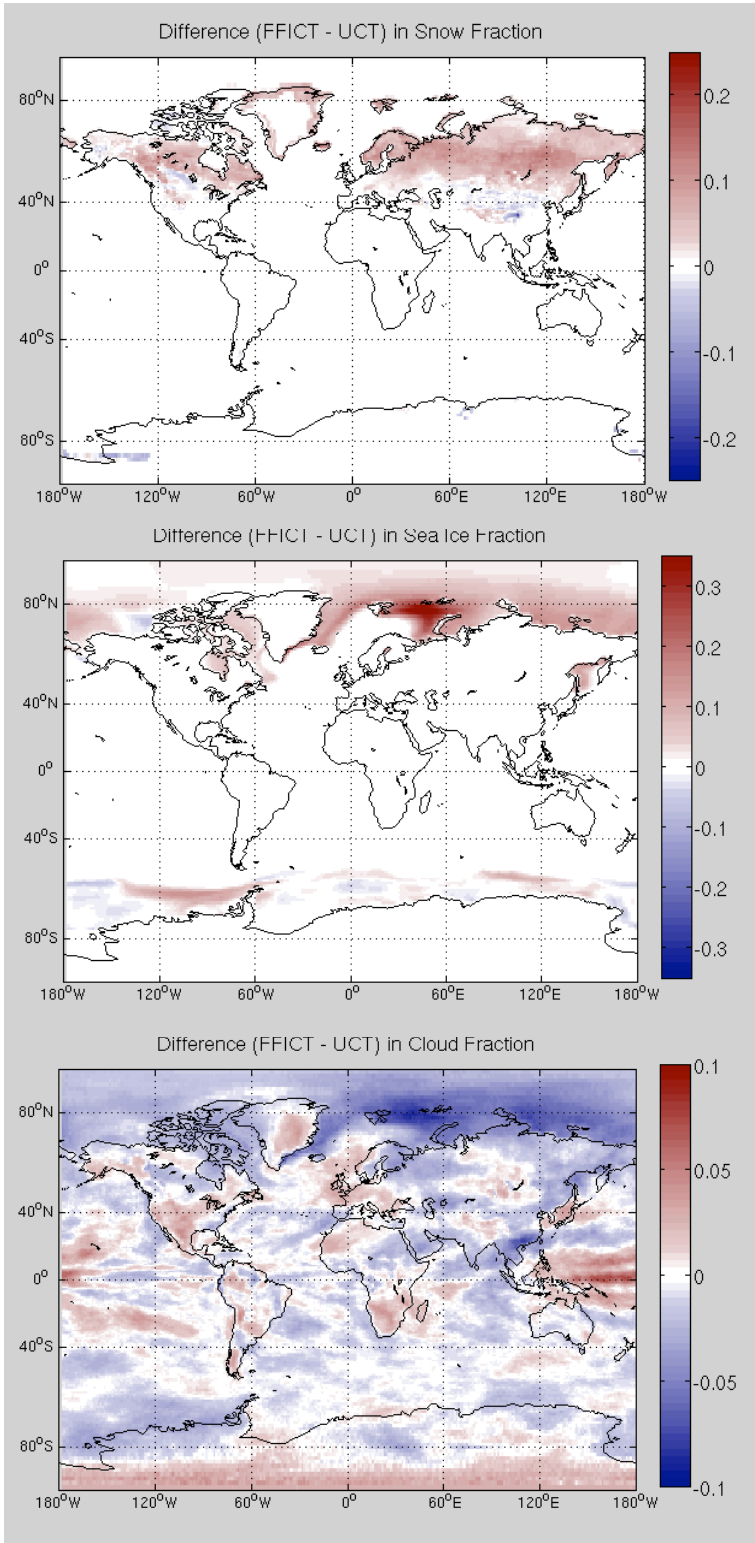 Difference (FFICT - UCT) in Snow Fraction
80°N
40°N
0°
40°S
80°S
180°W 120°W 60°W 0° 60°E 120°E 180°W
0.2
0.1
0
-0.1
-0.2
Difference (FFICT - UCT) in Sea Ice Fraction
80°N
40°N
0°
40°S
80°S
180°W 120°W 60°W 0° 60°E 120°E 180°W
0.3
0.2
0.1
0
-0.1
-0.2
-0.3
Difference (FFICT - UCT) in Cloud Fraction
80°N
40°N
0°
40°S
80°S
180°W 120°W 60°W 0° 60°E 120°E 180°W
0.1
0.05
0
-0.05
-0.1